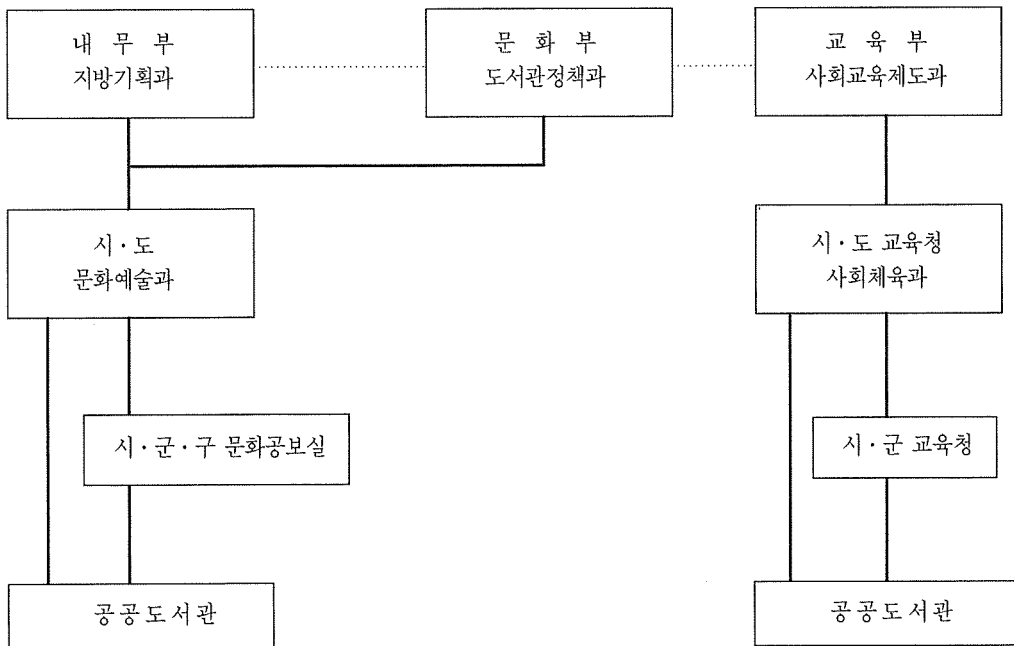 내 무 부
지방기획과
문 화 부
도서관정책과
교 육 부
사회교육제도과
시·도
문화예술과
시·도 교육청
사회체육과
시·군·구 문화공보실
시·군 교육청
공공도서관
공공도서관